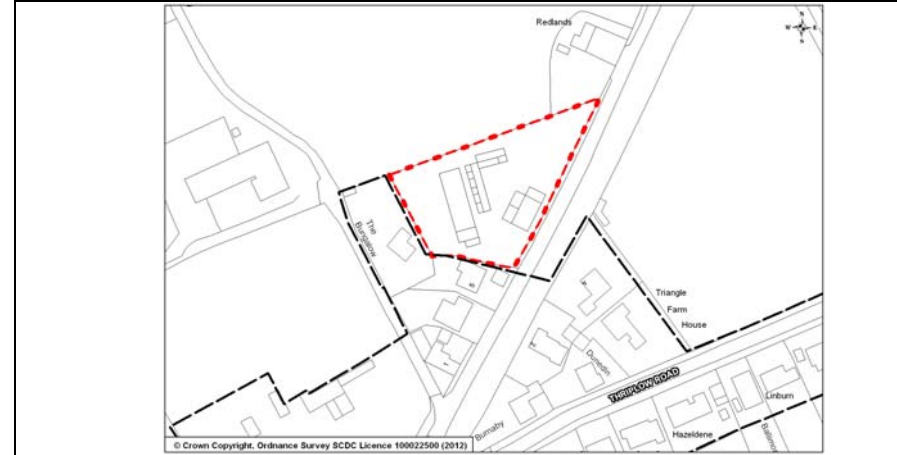 Redlands
N
W
E
S
The Bungalow
Triangle
Farm
House
Dunedin
THRIPLOW ROAD
Linburn
Burnaby
Hazeldene
© Crown Copyright. Ordnance Survey SCDC Licence 100022500 (2012)